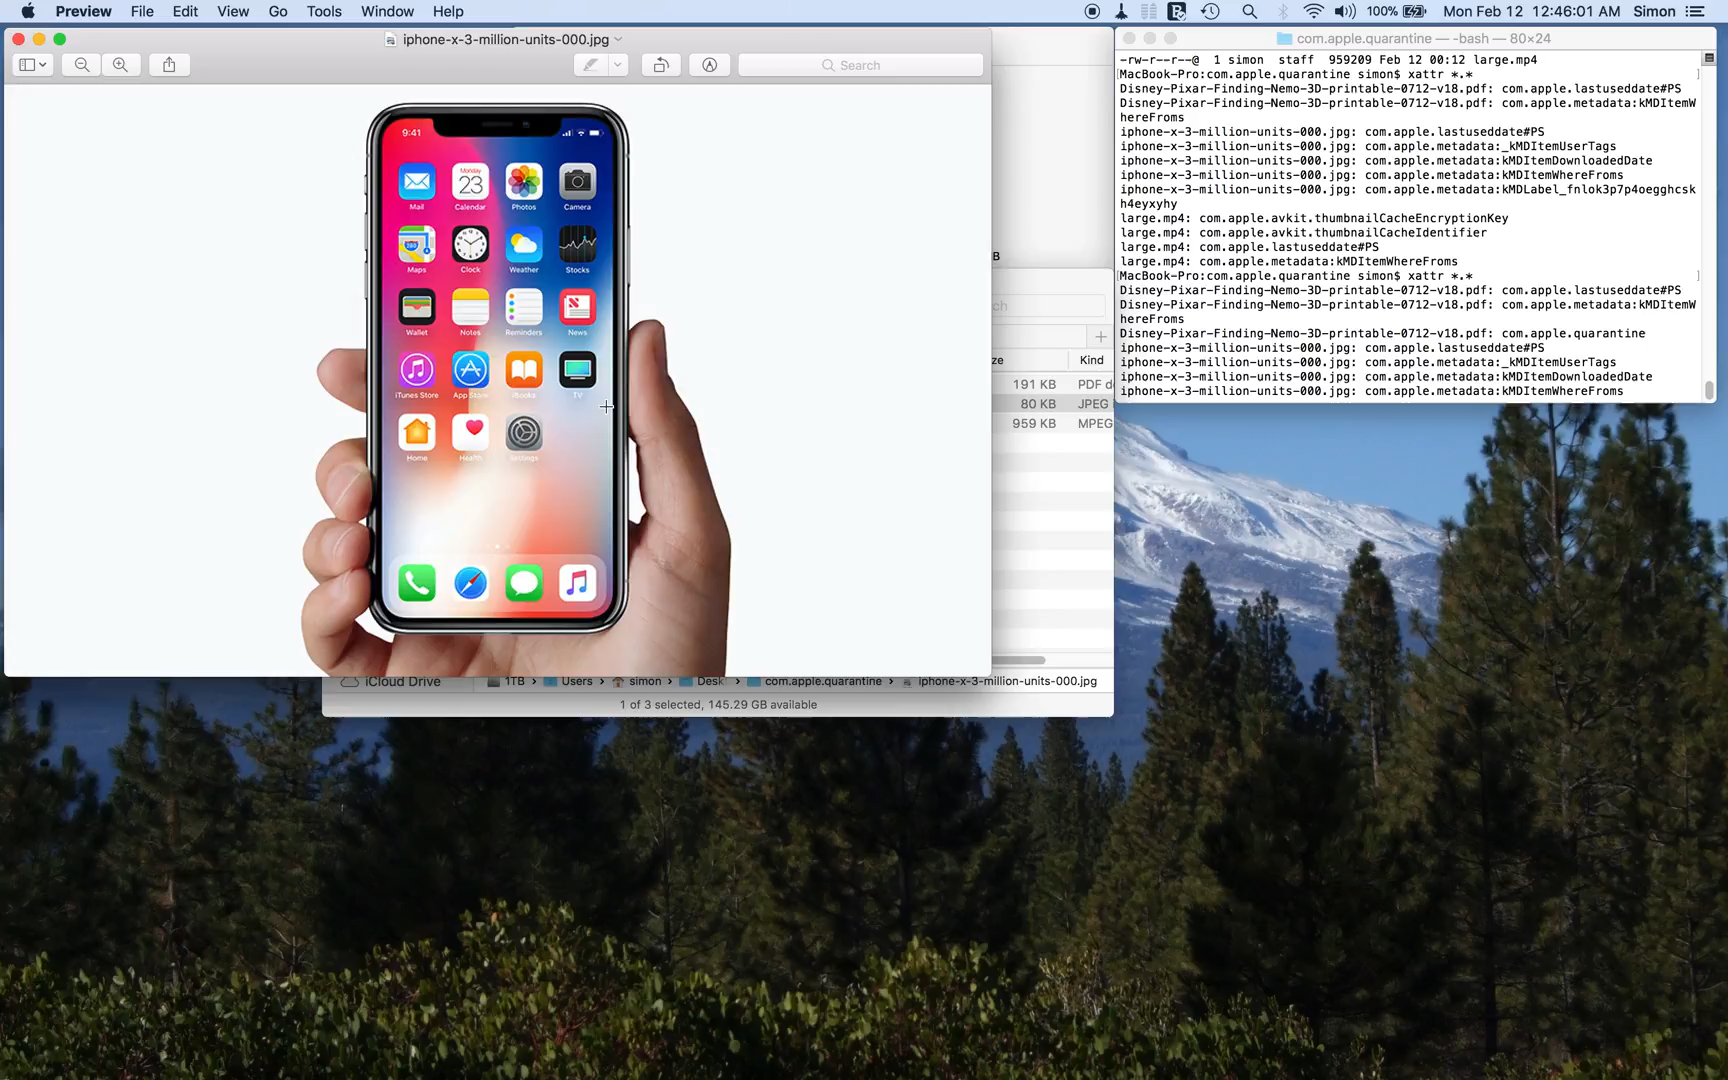 Preview File Edit View Go Tools Window Help
100% Mon Feb 12 12:46:01 AM Simon
iphone-x-3-million-units-000.jpg
Search
9:41
Monday
23
Mail Calendar Photos Camera
280
Maps Clock Weather Stocks
Wallet Notes Reminders News
iTunes Store App Store iBooks TV
Home Health Settings
B
ch
ze Kind
191 KB PDF d
80 KB JPEG
959 KB MPEG
iCloud Drive
1TB › Users › simon › Desk › com.apple.quarantine › iphone-x-3-million-units-000.jpg
1 of 3 selected, 145.29 GB available
com.apple.quarantine — -bash — 80×24
-rw-r--r--@ 1 simon staff 959209 Feb 12 00:12 large.mp4
[MacBook-Pro:com.apple.quarantine simon$ xattr *.* ]
Disney-Pixar-Finding-Nemo-3D-printable-0712-v18.pdf: com.apple.lastuseddate#PS
Disney-Pixar-Finding-Nemo-3D-printable-0712-v18.pdf: com.apple.metadata:kMDItemW
hereFroms
iphone-x-3-million-units-000.jpg: com.apple.lastuseddate#PS
iphone-x-3-million-units-000.jpg: com.apple.metadata:_kMDItemUserTags
iphone-x-3-million-units-000.jpg: com.apple.metadata:kMDItemDownloadedDate
iphone-x-3-million-units-000.jpg: com.apple.metadata:kMDItemWhereFroms
iphone-x-3-million-units-000.jpg: com.apple.metadata:kMDLabel_fnlok3p7p4oegghcsk
h4eyxyhy
large.mp4: com.apple.avkit.thumbnailCacheEncryptionKey
large.mp4: com.apple.avkit.thumbnailCacheIdentifier
large.mp4: com.apple.lastuseddate#PS
large.mp4: com.apple.metadata:kMDItemWhereFroms
[MacBook-Pro:com.apple.quarantine simon$ xattr *.* ]
Disney-Pixar-Finding-Nemo-3D-printable-0712-v18.pdf: com.apple.lastuseddate#PS
Disney-Pixar-Finding-Nemo-3D-printable-0712-v18.pdf: com.apple.metadata:kMDItemW
hereFroms
Disney-Pixar-Finding-Nemo-3D-printable-0712-v18.pdf: com.apple.quarantine
iphone-x-3-million-units-000.jpg: com.apple.lastuseddate#PS
iphone-x-3-million-units-000.jpg: com.apple.metadata:_kMDItemUserTags
iphone-x-3-million-units-000.jpg: com.apple.metadata:kMDItemDownloadedDate
iphone-x-3-million-units-000.jpg: com.apple.metadata:kMDItemWhereFroms